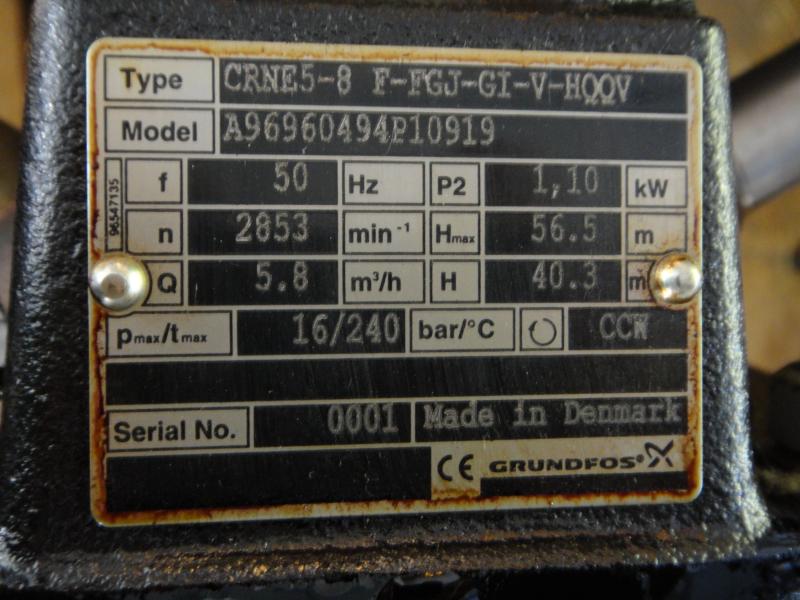 Type CRNE5-8 F-FGJ-GI-V-HQQV
Model A96960494P10919
96547135
f 50 Hz P2 1,10 kW
n 2853 min⁻¹ Hmax 56.5 m
Q 5.8 m³/h H 40.3 m
pmax/tmax 16/240 bar/°C CCW
Serial No. 0001 Made in Denmark
CE GRUNDFOS